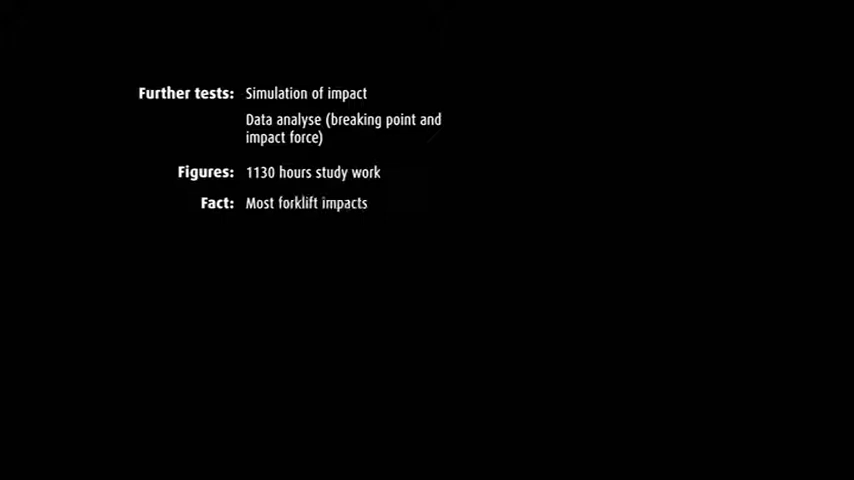 Further tests: Simulation of impact
Data analyse (breaking point and
impact force)
Figures: 1130 hours study work
Fact: Most forklift impacts